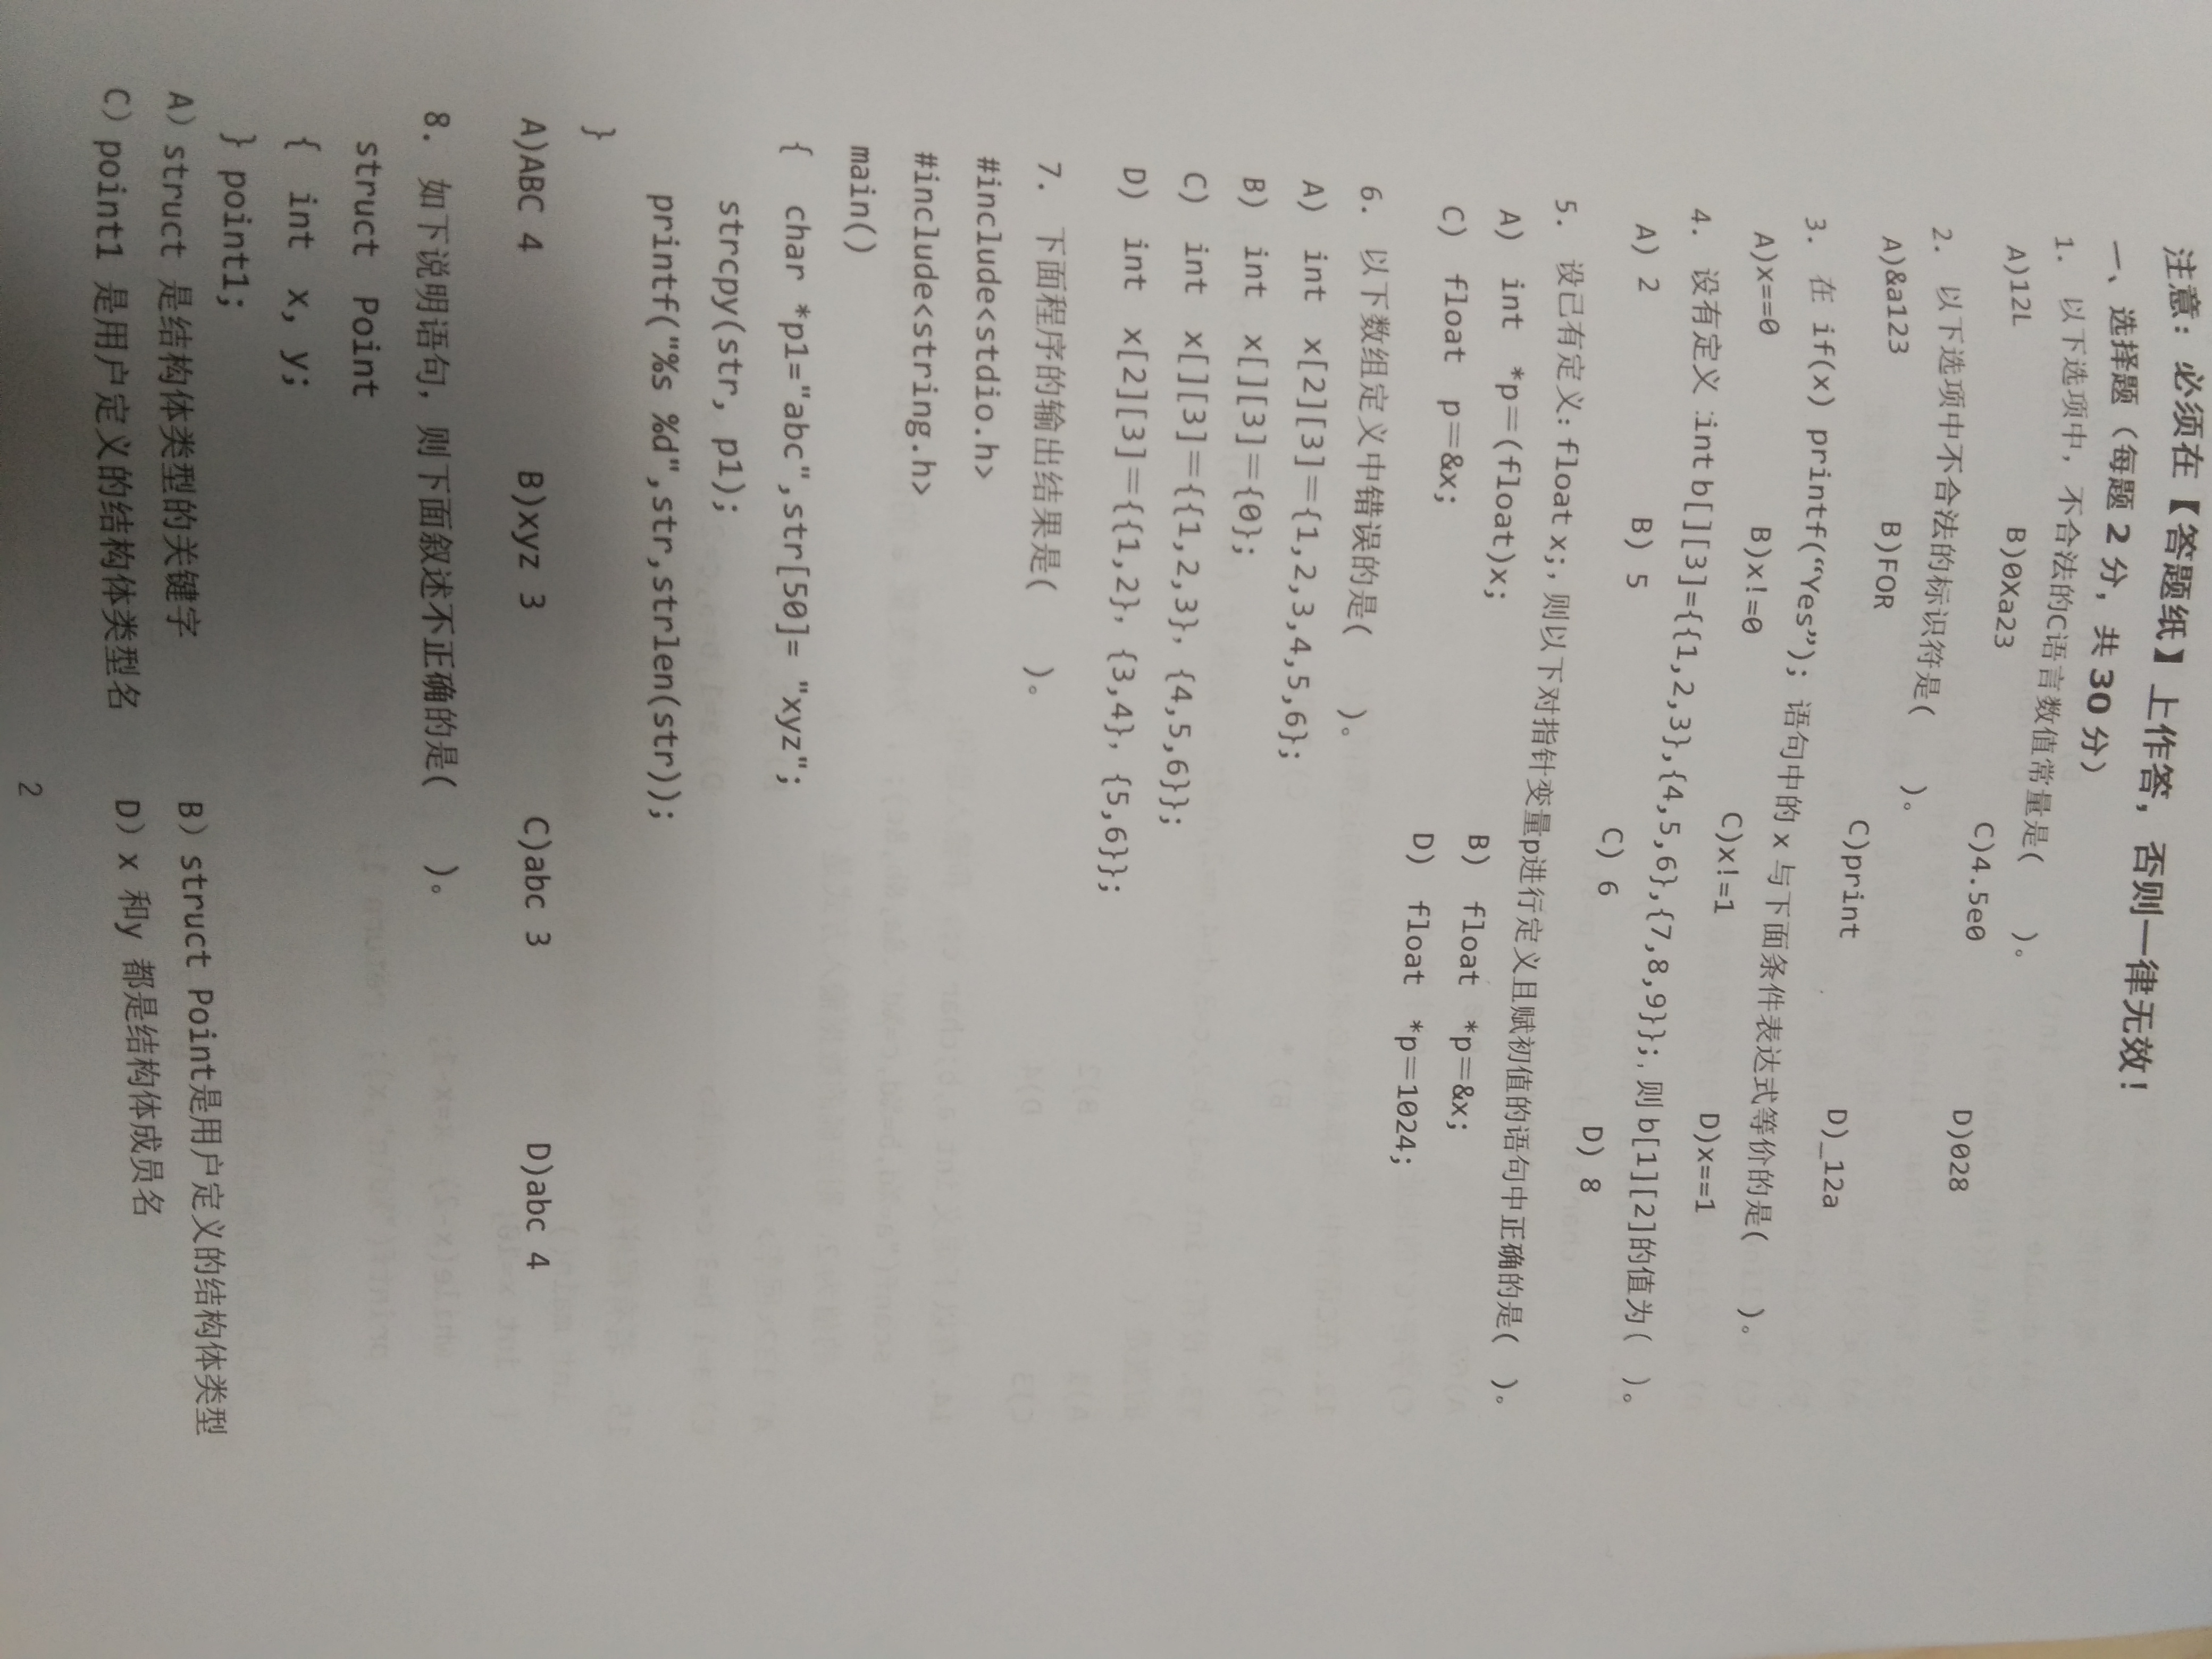 注意：必须在【答题纸】上作答，否则一律无效！
一、选择题（每题 2 分，共 30 分）
1. 以下选项中，不合法的C语言数值常量是( )。
A)12L B)0Xa23 C)4.5e0 D)028
2. 以下选项中不合法的标识符是( )。
A)&a123 B)FOR C)print D)_12a
3. 在 if(x) printf(“Yes”); 语句中的 x 与下面条件表达式等价的是( )。
A)x==0 B)x!=0 C)x!=1 D)x==1
4. 设有定义 :int b[][3]={{1,2,3},{4,5,6},{7,8,9}};，则 b[1][2]的值为( )。
A) 2 B) 5 C) 6 D) 8
5. 设已有定义: float x;，则以下对指针变量p进行定义且赋初值的语句中正确的是( )。
A) int *p=(float)x; B) float *p=&x;
C) float p=&x; D) float *p=1024;
6. 以下数组定义中错误的是( )。
A) int x[2][3]={1,2,3,4,5,6};
B) int x[][3]={0};
C) int x[][3]={{1,2,3}, {4,5,6}};
D) int x[2][3]={{1,2}, {3,4}, {5,6}};
7. 下面程序的输出结果是( )。
#include<stdio.h>
#include<string.h>
main()
{ char *p1="abc",str[50]= "xyz";
strcpy(str, p1);
printf("%s %d",str,strlen(str));
}
A)ABC 4 B)xyz 3 C)abc 3 D)abc 4
8. 如下说明语句，则下面叙述不正确的是( )。
struct Point
{ int x, y;
} point1;
A) struct 是结构体类型的关键字 B) struct Point是用户定义的结构体类型
C) point1 是用户定义的结构体类型名 D) x 和y 都是结构体成员名
2